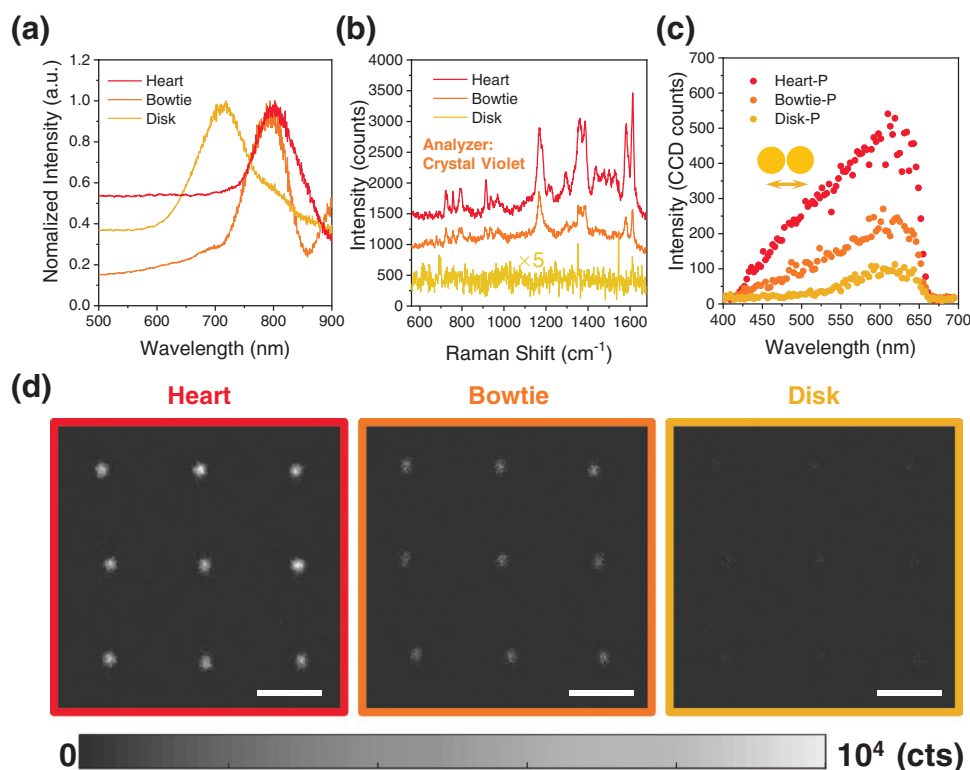 (a)
1.2
1.0
0.8
0.6
0.4
0.2
0.0
Normalized Intensity (a.u.)
Heart
Bowtie
Disk
500 600 700 800 900
Wavelength (nm)
(b)
4000
3500
3000
2500
2000
1500
1000
500
0
Intensity (counts)
Heart
Bowtie
Disk
Analyzer:
Crystal Violet
×5
600 800 1000 1200 1400 1600
Raman Shift (cm⁻¹)
(c)
700
600
500
400
300
200
100
0
Intensity (CCD counts)
Heart-P
Bowtie-P
Disk-P
400 450 500 550 600 650 700
Wavelength (nm)
(d)
Heart Bowtie Disk
0 10⁴ (cts)